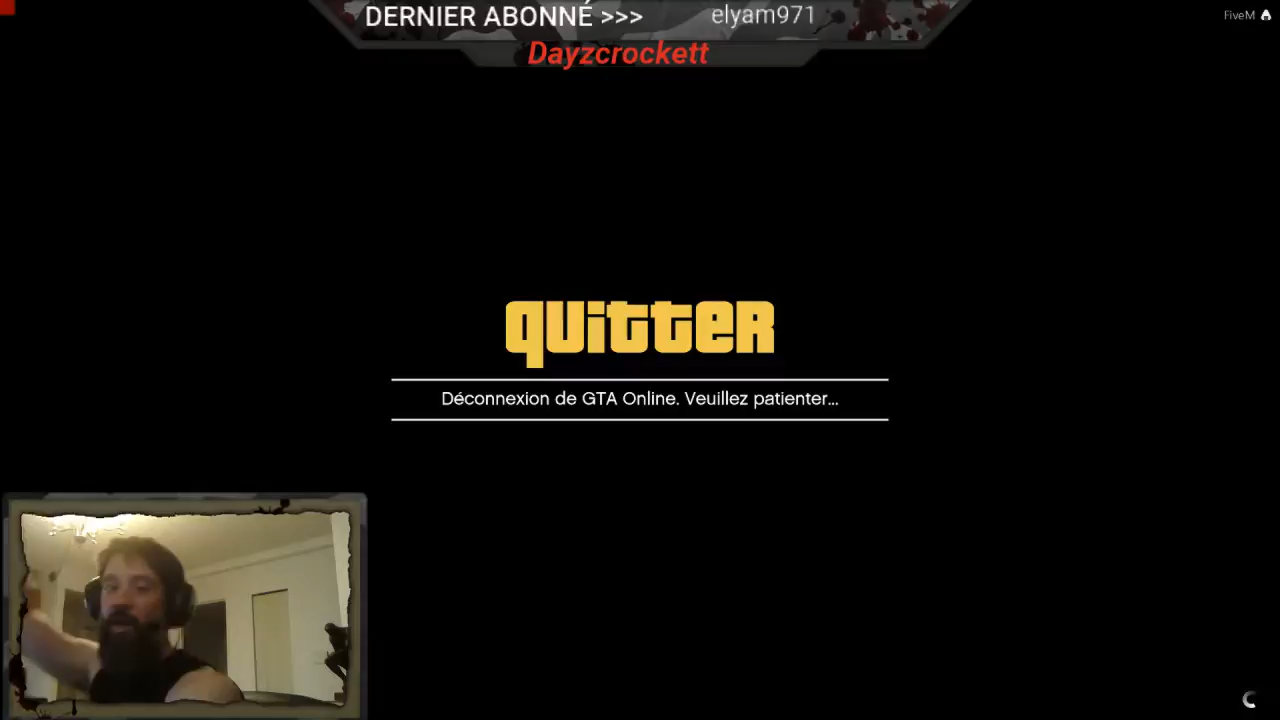 DERNIER ABONNÉ >>> elyam971
FiveM
Dayzcrockett
QUitteR
Déconnexion de GTA Online. Veuillez patienter...